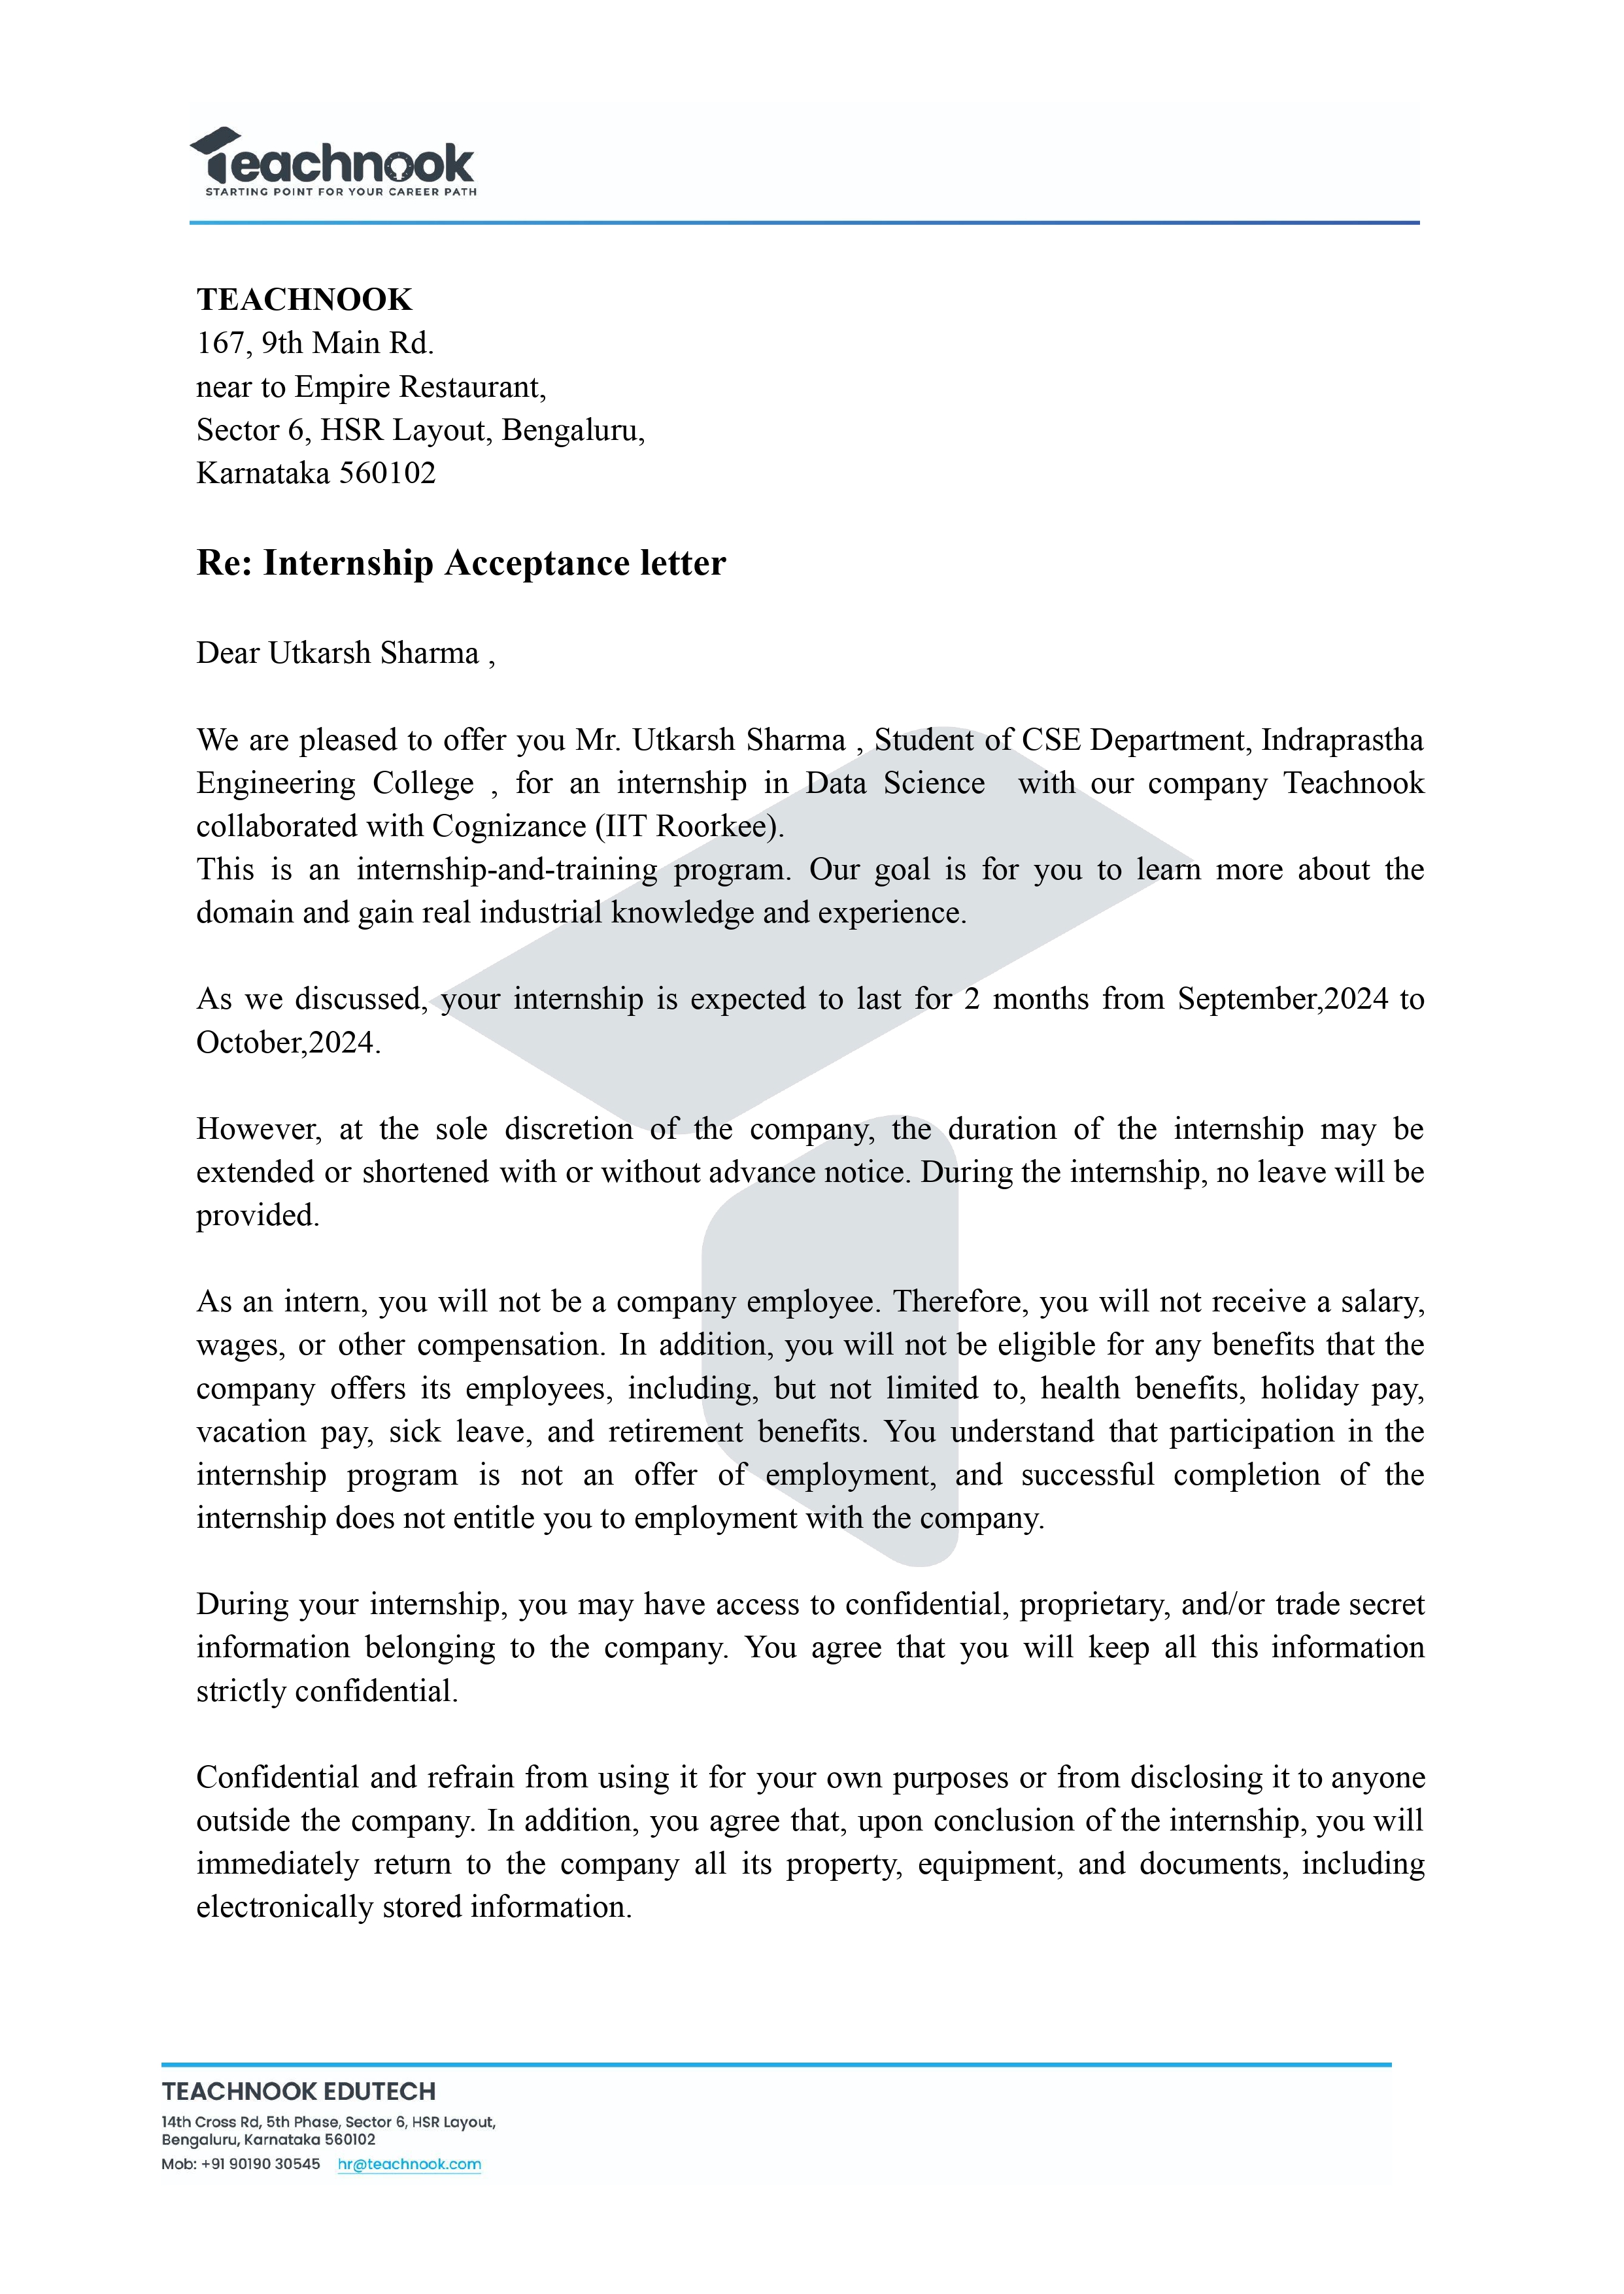 Teachnook
STARTING POINT FOR YOUR CAREER PATH
TEACHNOOK
167, 9th Main Rd.
near to Empire Restaurant,
Sector 6, HSR Layout, Bengaluru,
Karnataka 560102
Re: Internship Acceptance letter
Dear Utkarsh Sharma ,
We are pleased to offer you Mr. Utkarsh Sharma , Student of CSE Department, Indraprastha
Engineering College , for an internship in Data Science  with our company Teachnook
collaborated with Cognizance (IIT Roorkee).
This is an internship-and-training program. Our goal is for you to learn more about the
domain and gain real industrial knowledge and experience.
As we discussed, your internship is expected to last for 2 months from September,2024 to
October,2024.
However, at the sole discretion of the company, the duration of the internship may be
extended or shortened with or without advance notice. During the internship, no leave will be
provided.
As an intern, you will not be a company employee. Therefore, you will not receive a salary,
wages, or other compensation. In addition, you will not be eligible for any benefits that the
company offers its employees, including, but not limited to, health benefits, holiday pay,
vacation pay, sick leave, and retirement benefits. You understand that participation in the
internship program is not an offer of employment, and successful completion of the
internship does not entitle you to employment with the company.
During your internship, you may have access to confidential, proprietary, and/or trade secret
information belonging to the company. You agree that you will keep all this information
strictly confidential.
Confidential and refrain from using it for your own purposes or from disclosing it to anyone
outside the company. In addition, you agree that, upon conclusion of the internship, you will
immediately return to the company all its property, equipment, and documents, including
electronically stored information.
TEACHNOOK EDUTECH
14th Cross Rd, 5th Phase, Sector 6, HSR Layout,
Bengaluru, Karnataka 560102
Mob: +91 90190 30545 hr@teachnook.com